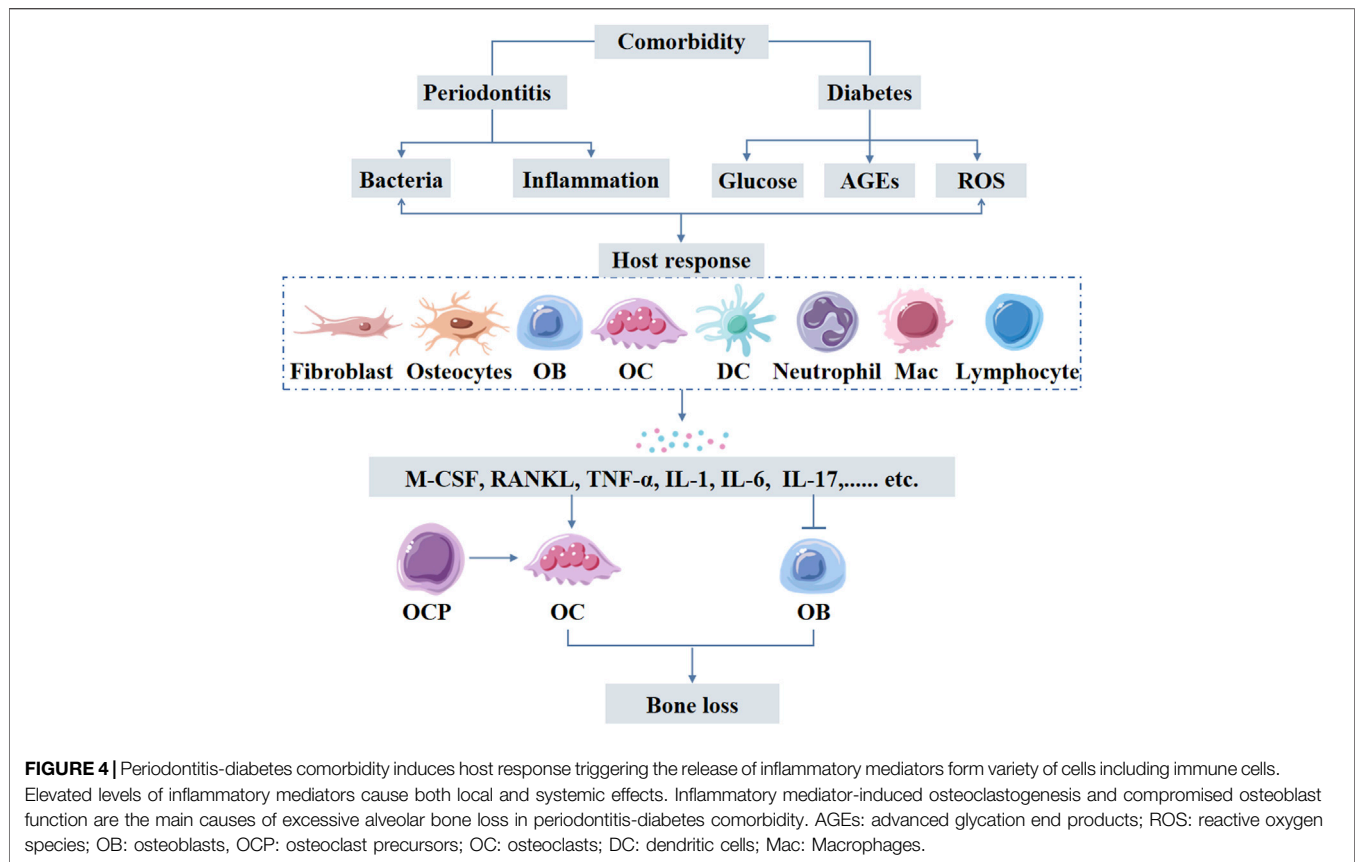 Comorbidity
Periodontitis Diabetes
Bacteria Inflammation Glucose AGEs ROS
Host response
Fibroblast Osteocytes OB OC DC Neutrophil Mac Lymphocyte
M-CSF, RANKL, TNF-α, IL-1, IL-6, IL-17,...... etc.
OCP OC OB
Bone loss
FIGURE 4 | Periodontitis-diabetes comorbidity induces host response triggering the release of inflammatory mediators form variety of cells including immune cells.
Elevated levels of inflammatory mediators cause both local and systemic effects. Inflammatory mediator-induced osteoclastogenesis and compromised osteoblast
function are the main causes of excessive alveolar bone loss in periodontitis-diabetes comorbidity. AGEs: advanced glycation end products; ROS: reactive oxygen
species; OB: osteoblasts, OCP: osteoclast precursors; OC: osteoclasts; DC: dendritic cells; Mac: Macrophages.